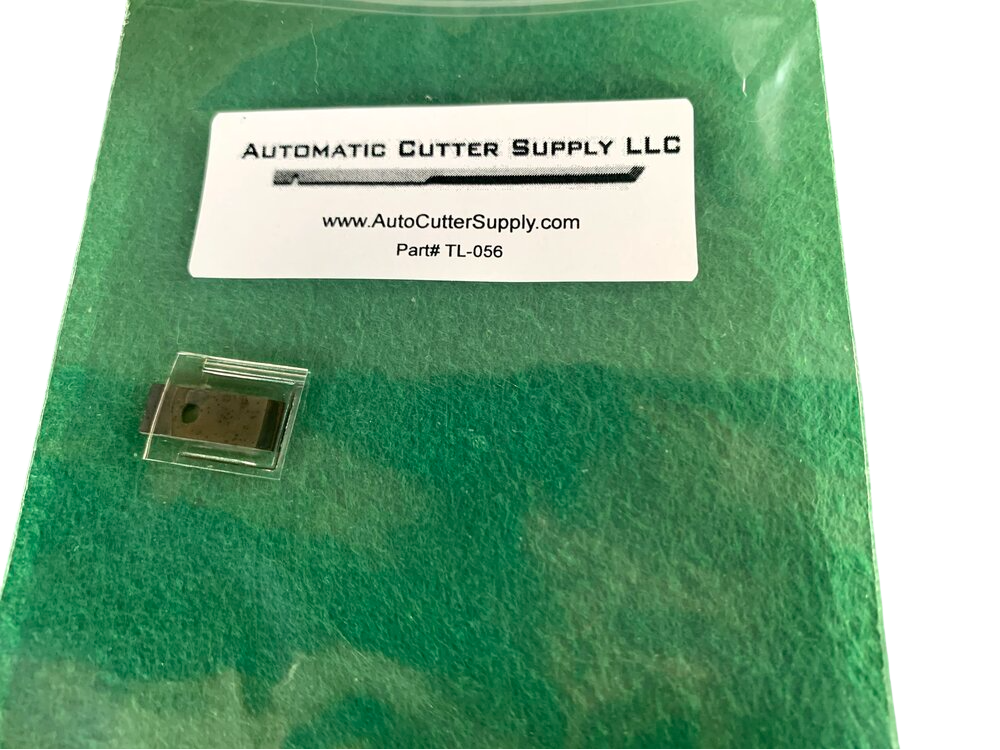 AUTOMATIC CUTTER SUPPLY LLC
www.AutoCutterSupply.com
Part# TL-056